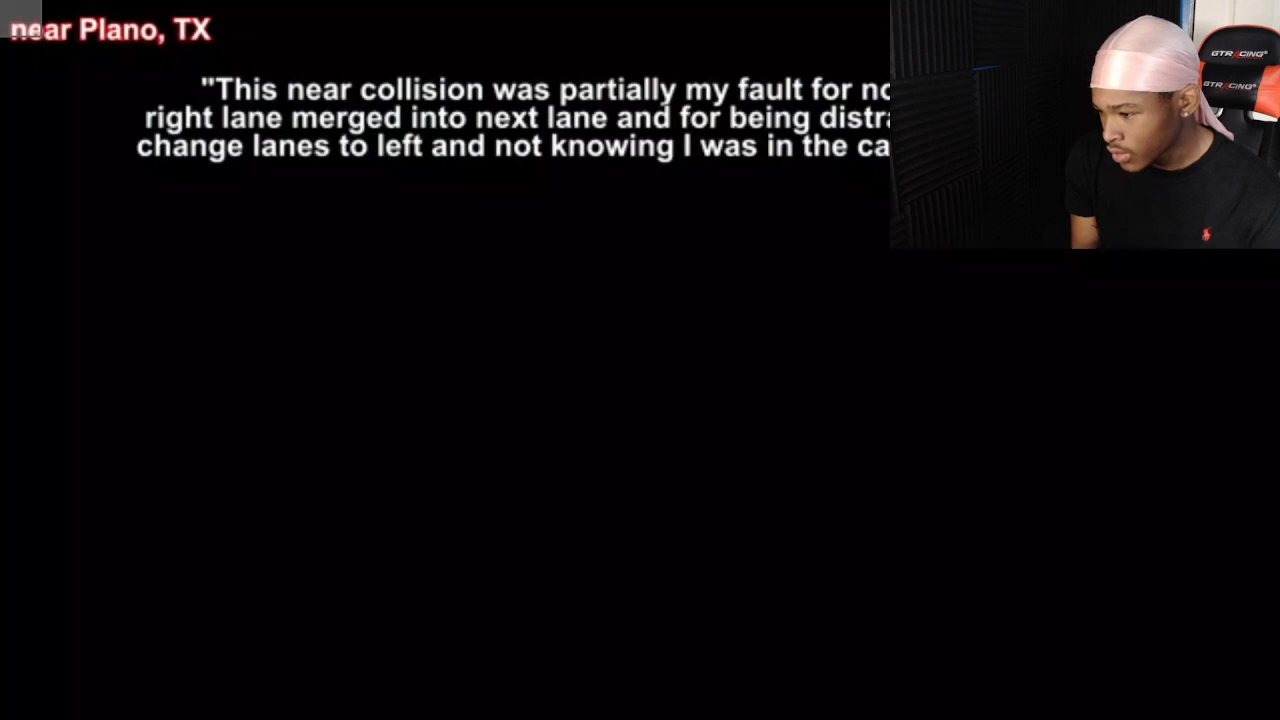 near Plano, TX
"This near collision was partially my fault for
right lane merged into next lane and for being
change lanes to left and not knowing I was in the
GTRACING
GTRACING